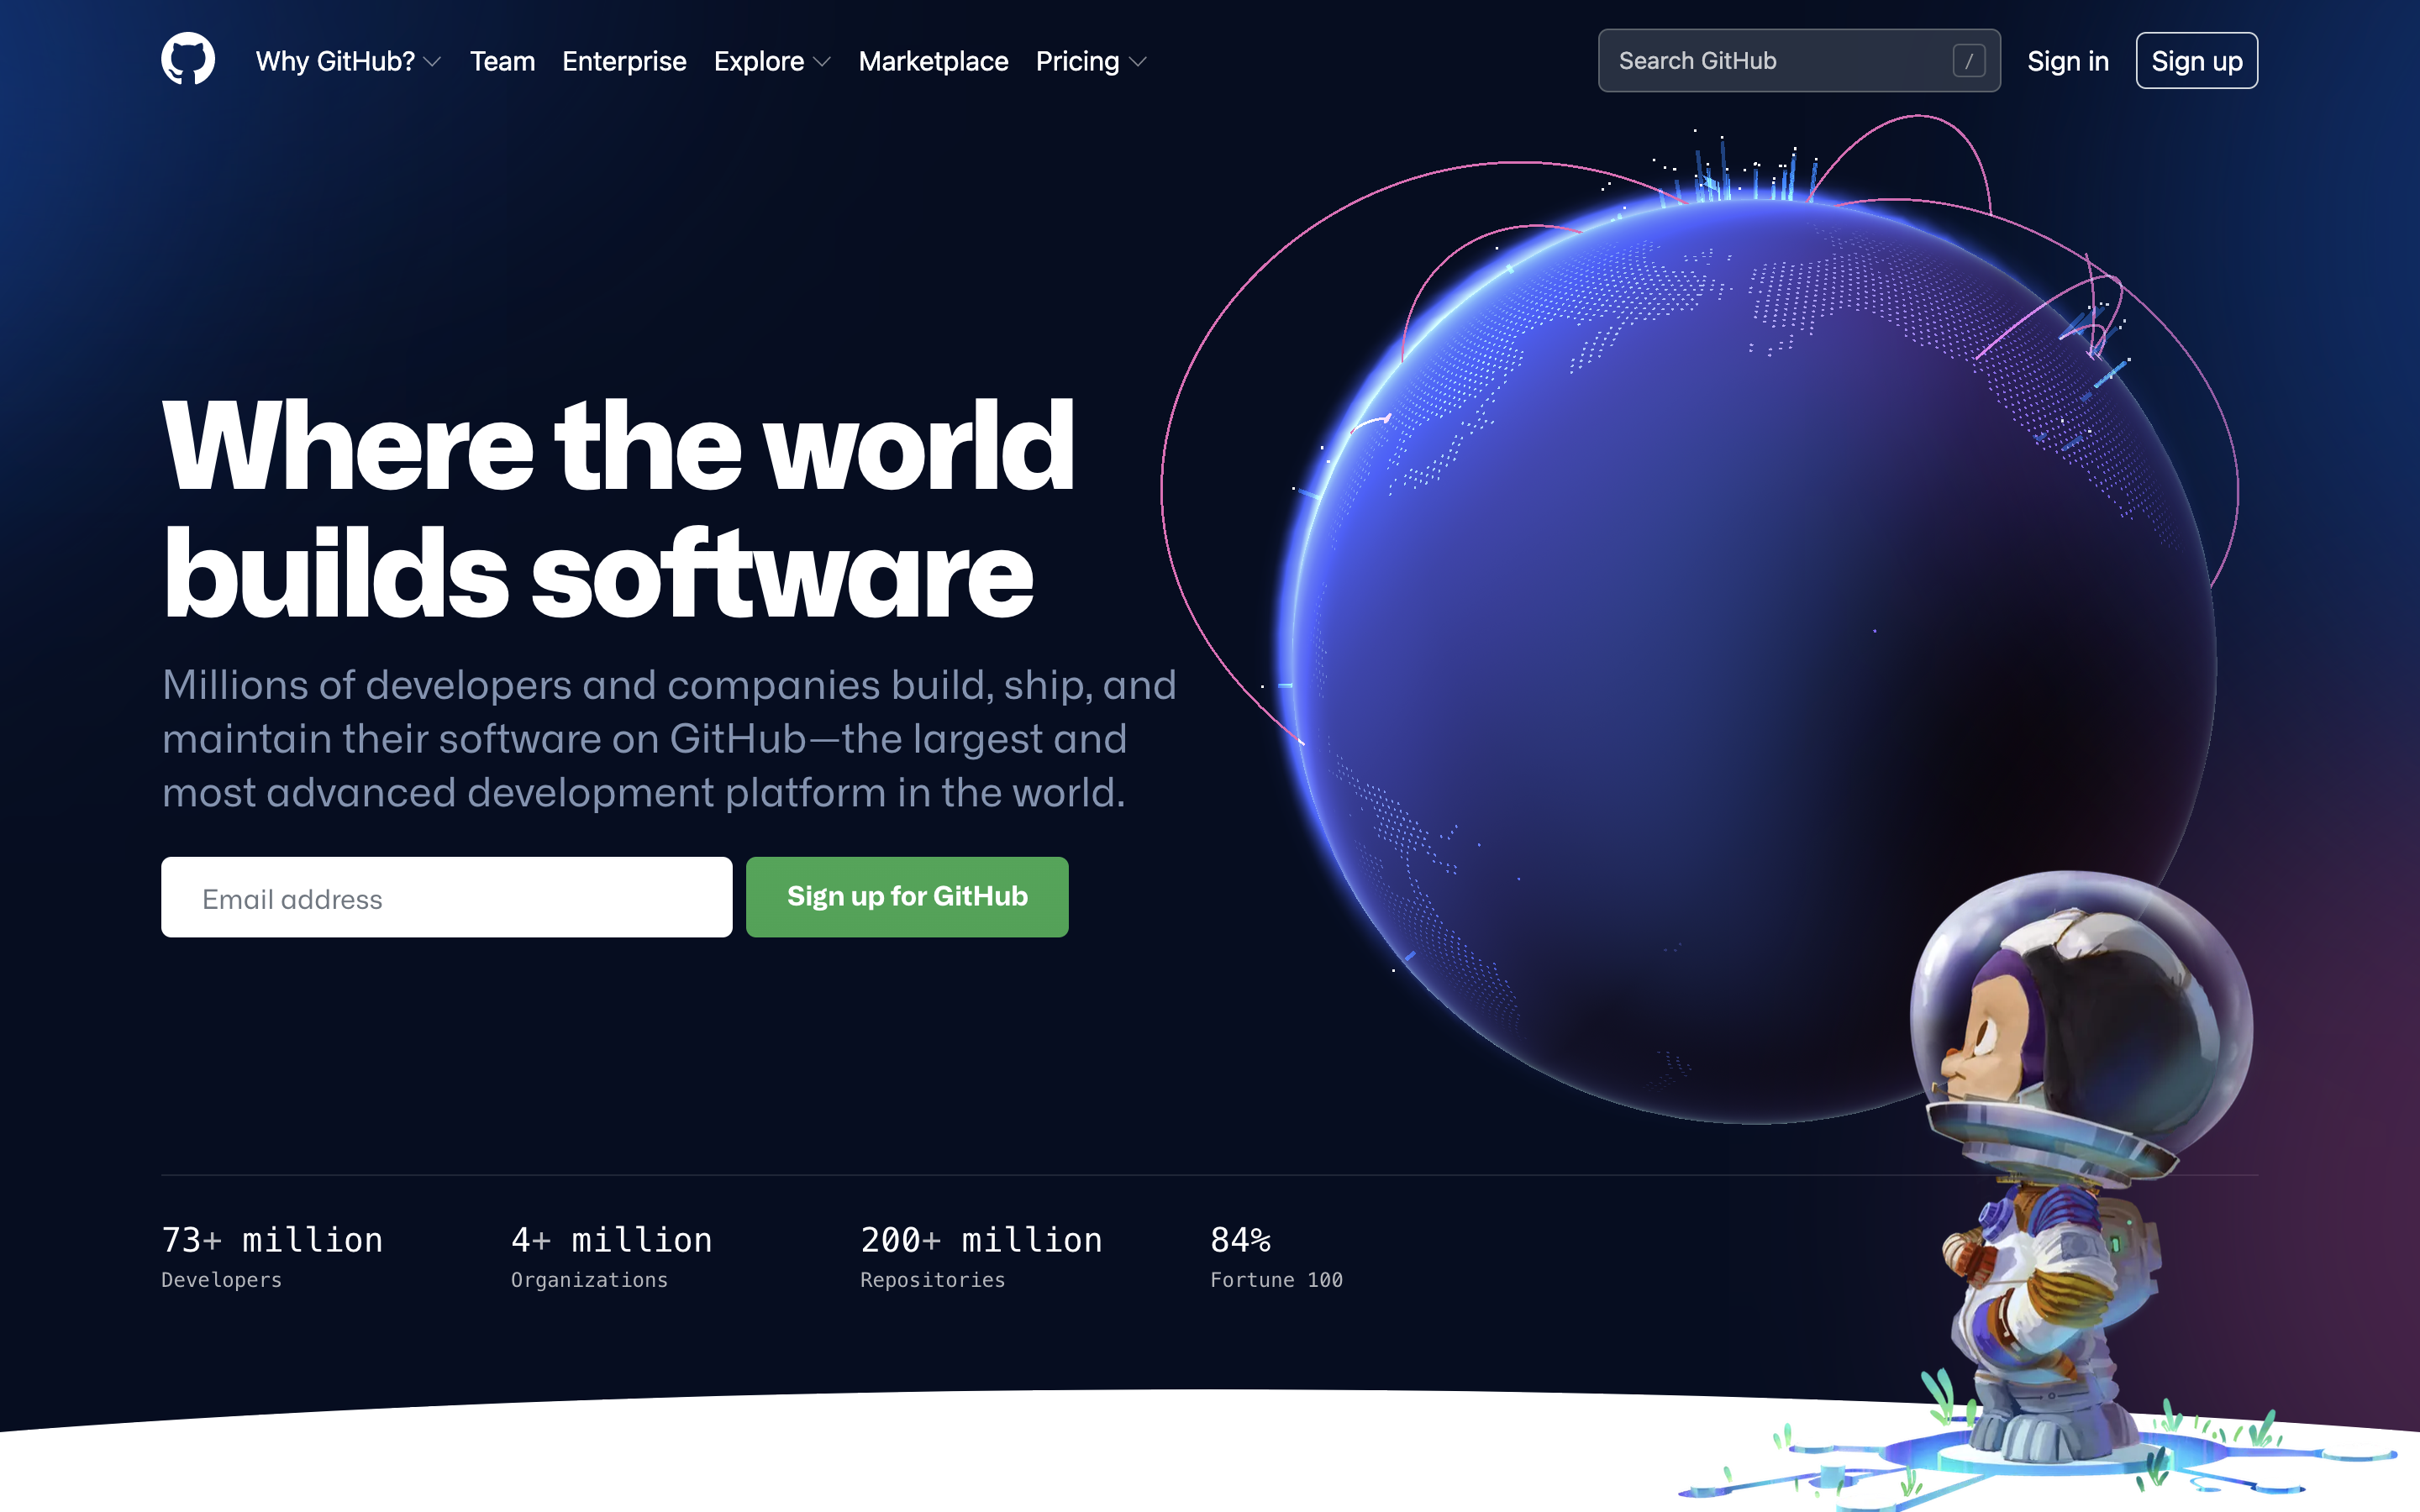 Why GitHub? Team Enterprise Explore Marketplace Pricing Search GitHub / Sign in Sign up
Where the world
builds software
Millions of developers and companies build, ship, and
maintain their software on GitHub—the largest and
most advanced development platform in the world.
Email address Sign up for GitHub
73+ million 4+ million 200+ million 84%
Developers Organizations Repositories Fortune 100